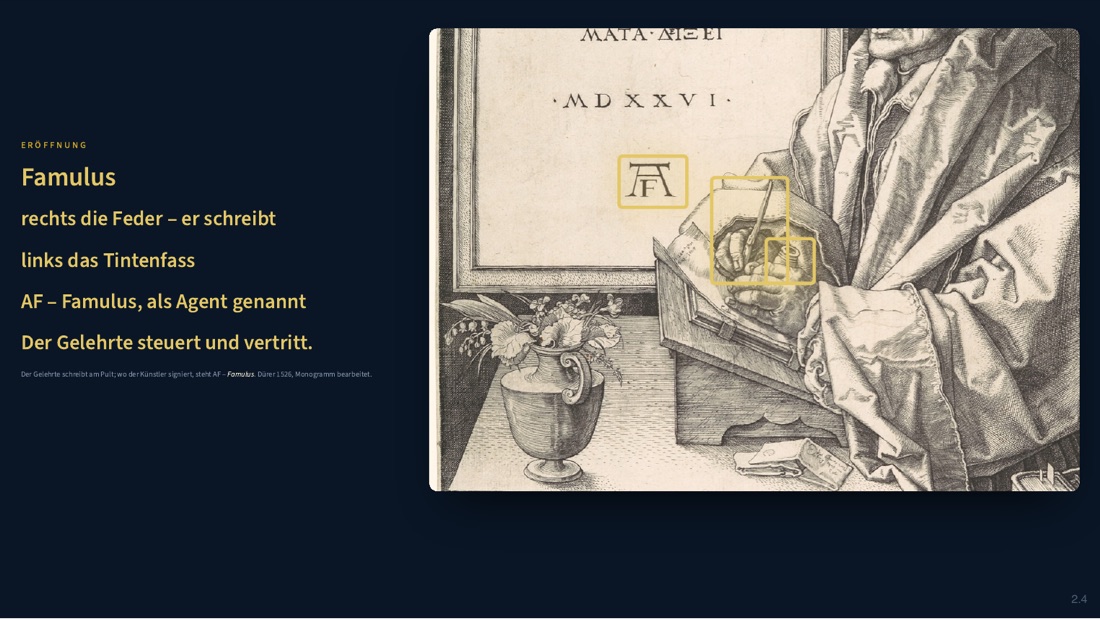 ERÖFFNUNG
Famulus
rechts die Feder – er schreibt
links das Tintenfass
AF – Famulus, als Agent genannt
Der Gelehrte steuert und vertritt.
Der Gelehrte schreibt am Pult; wo der Künstler signiert, steht AF – Famulus. Dürer 1526, Monogramm bearbeitet.
ΜΑΤΑ·ΔΙΞΕΙ
·MDXXVI·
AF
2.4